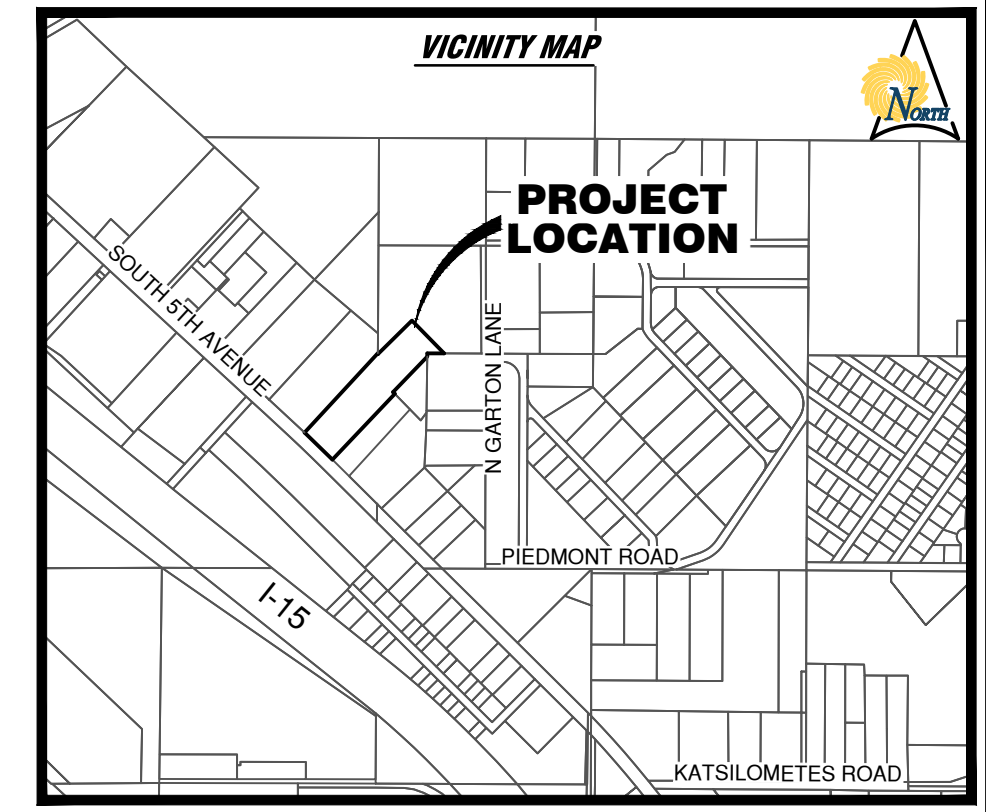 VICINITY MAP
NORTH
PROJECT
LOCATION
SOUTH 5TH AVENUE
N GARTON LANE
PIEDMONT ROAD
I-15
KATSILOMETES ROAD